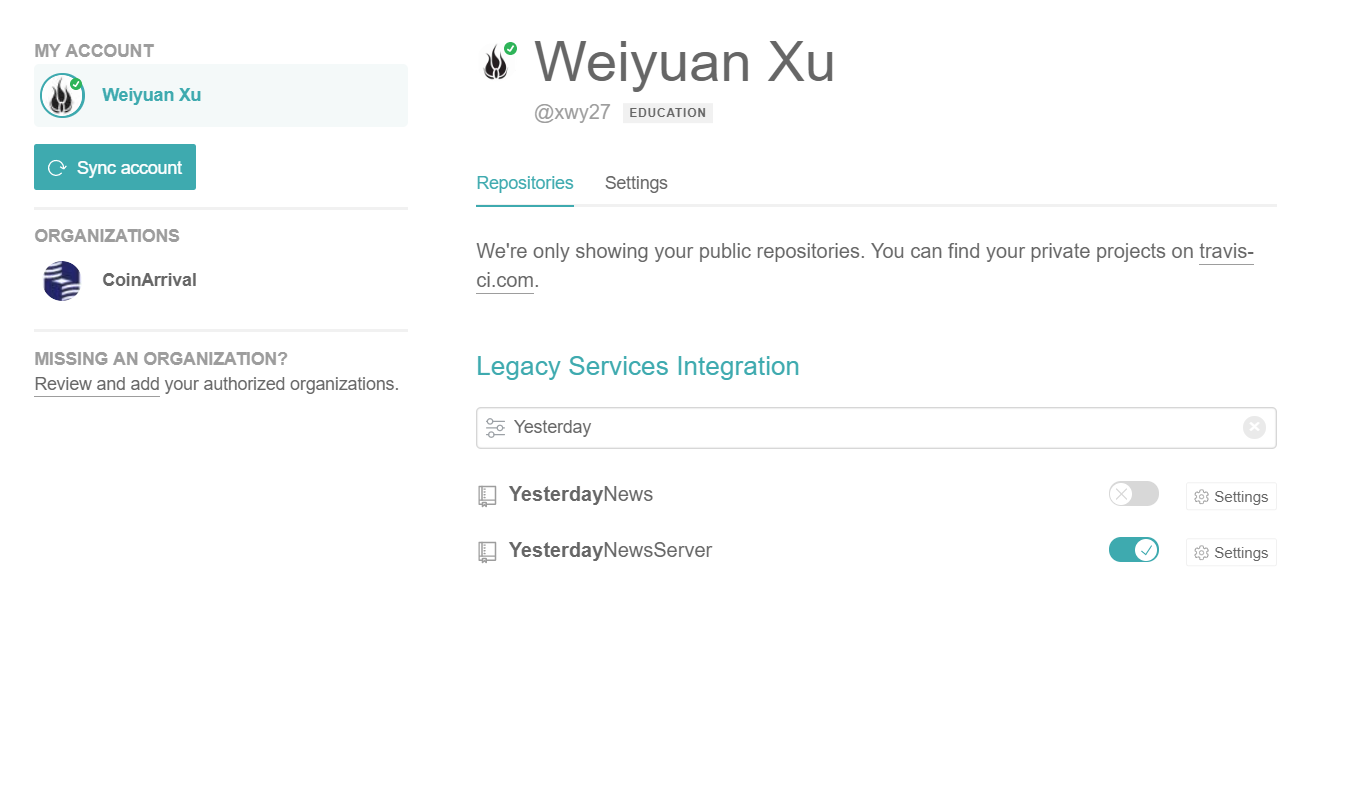 MY ACCOUNT
Weiyuan Xu
Sync account
ORGANIZATIONS
CoinArrival
MISSING AN ORGANIZATION?
Review and add your authorized organizations.
Weiyuan Xu
@xwy27 EDUCATION
Repositories Settings
We're only showing your public repositories. You can find your private projects on travis-
ci.com.
Legacy Services Integration
Yesterday
YesterdayNews Settings
YesterdayNewsServer Settings